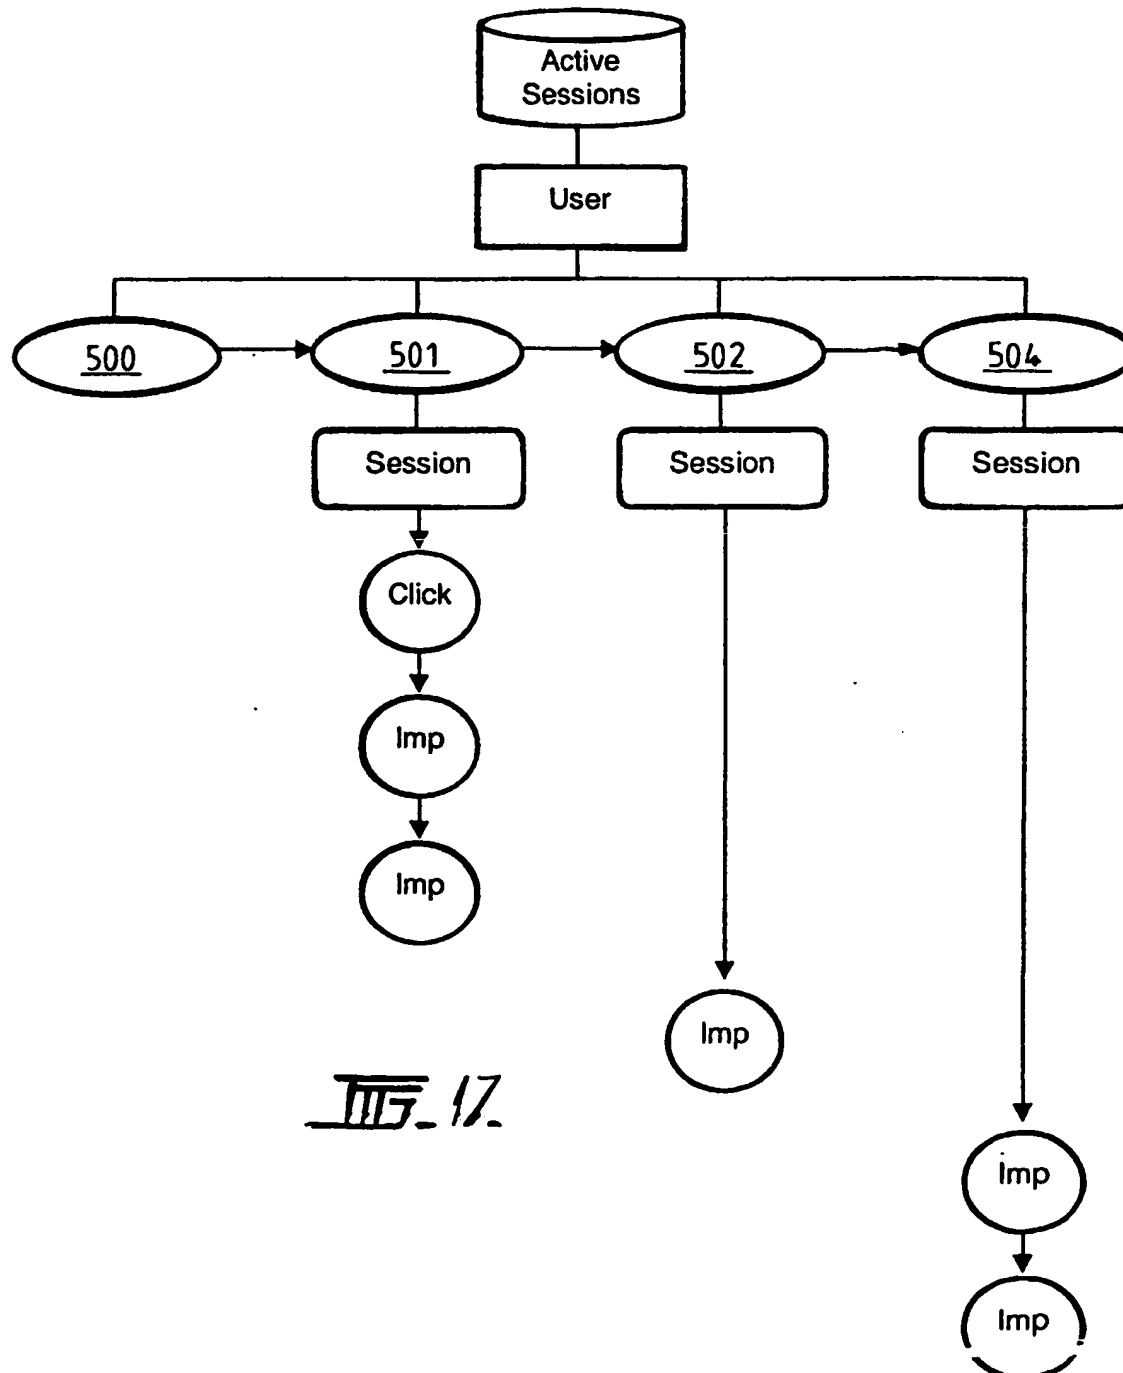 Active
Sessions
User
500
501
502
504
Session
Session
Session
Click
Imp
Imp
Imp
Imp
Imp
FIG. 17.